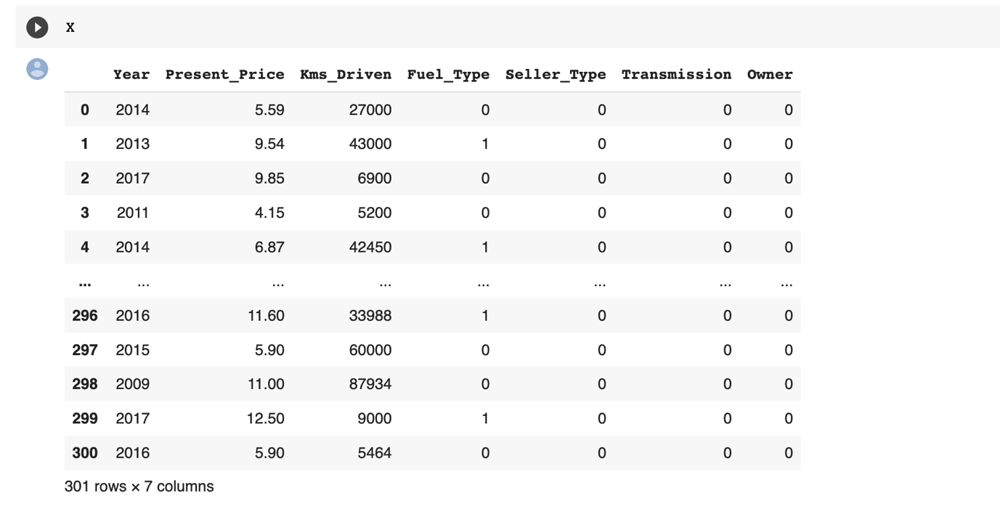 X
Year Present_Price Kms_Driven Fuel_Type Seller_Type Transmission Owner
0 2014 5.59 27000 0 0 0 0
1 2013 9.54 43000 1 0 0 0
2 2017 9.85 6900 0 0 0 0
3 2011 4.15 5200 0 0 0 0
4 2014 6.87 42450 1 0 0 0
... ... ... ... ... ... ... ...
296 2016 11.60 33988 1 0 0 0
297 2015 5.90 60000 0 0 0 0
298 2009 11.00 87934 0 0 0 0
299 2017 12.50 9000 1 0 0 0
300 2016 5.90 5464 0 0 0 0
301 rows × 7 columns